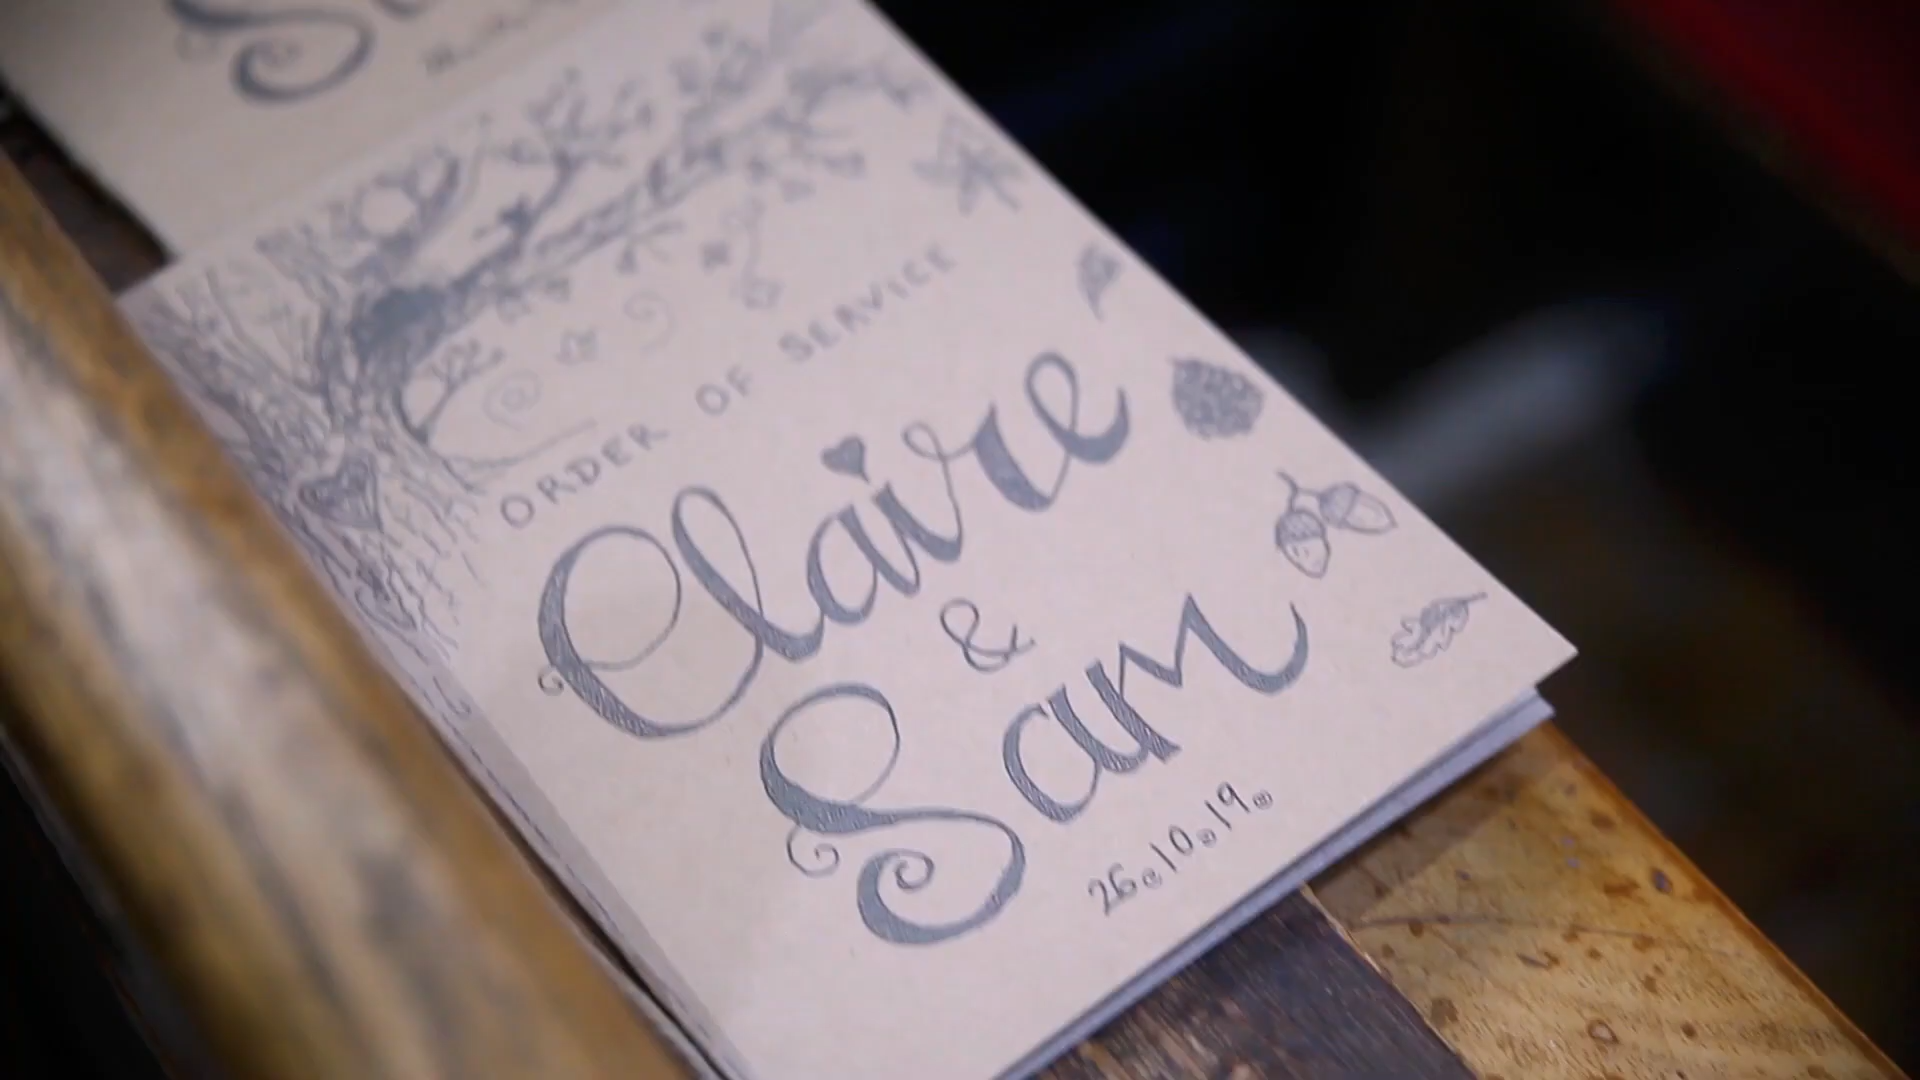 ORDER OF SERVICE
Claire
&
Sam
26.10.19.